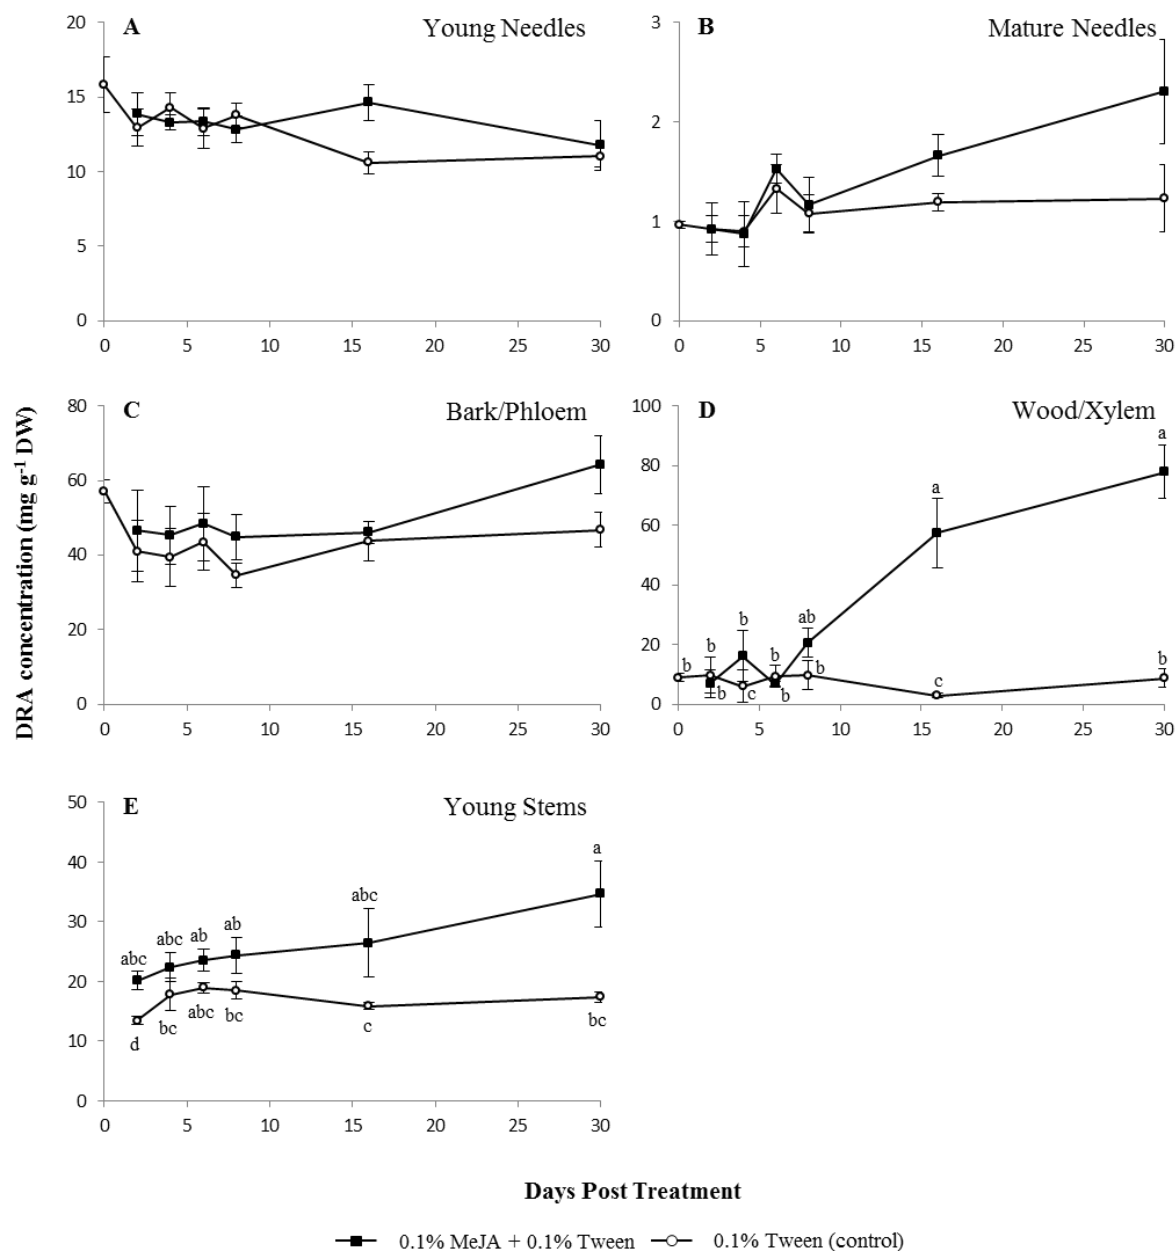 A Young Needles
20
15
10
5
0
0 5 10 15 20 25 30
B Mature Needles
3
2
1
0
0 5 10 15 20 25 30
DRA concentration (mg g-1 DW)
C Bark/Phloem
80
60
40
20
0
0 5 10 15 20 25 30
D Wood/Xylem
100
80
60
40
20
0
a
a
b b b b ab b b
b c b c
0 5 10 15 20 25 30
E Young Stems
50
40
30
20
10
0
a
abc abc ab ab abc
d bc abc bc c bc
0 5 10 15 20 25 30
Days Post Treatment
0.1% MeJA + 0.1% Tween 0.1% Tween (control)